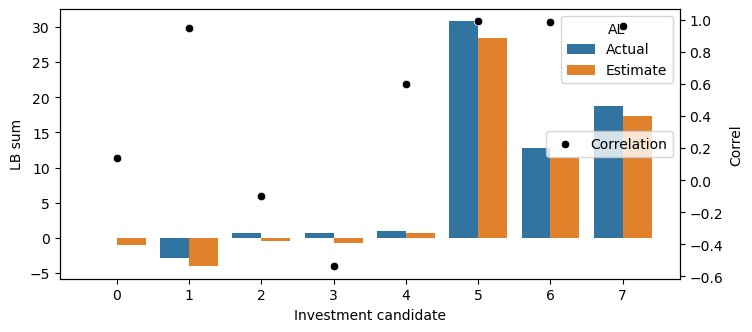 LB sum
30
25
20
15
10
5
0
−5
AL
Actual
Estimate
Correlation
1.0
0.8
0.6
0.4
0.2
0.0
−0.2
−0.4
−0.6
Correl
0 1 2 3 4 5 6 7
Investment candidate